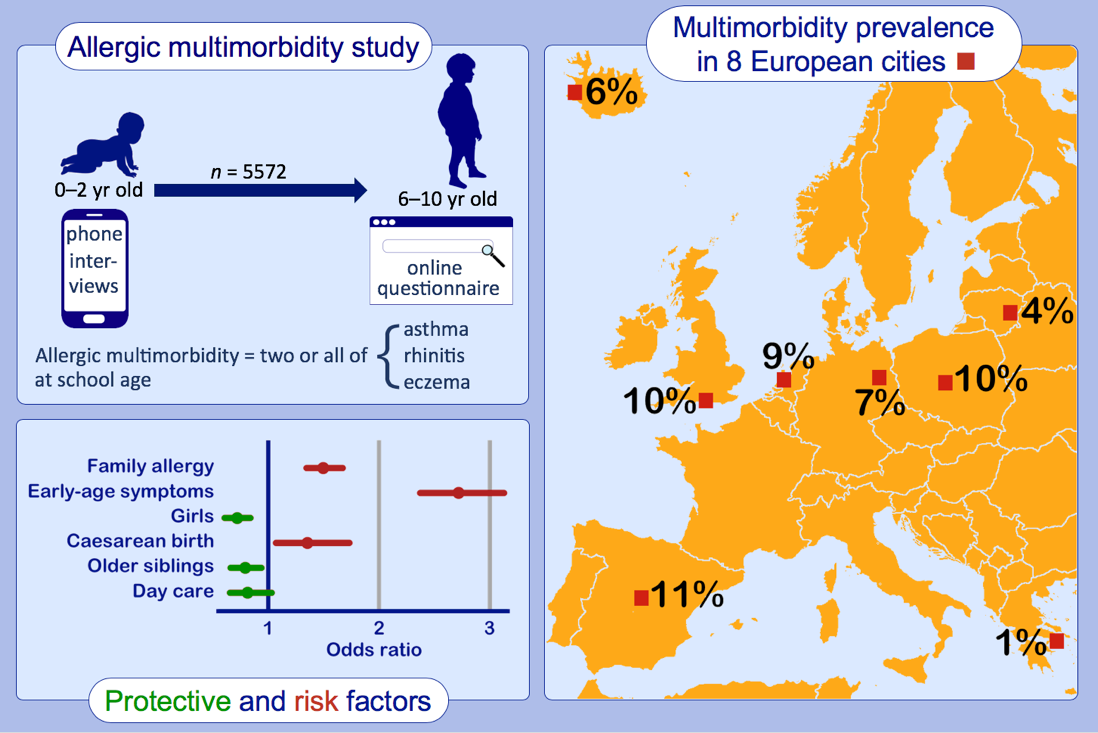 Allergic multimorbidity study
n = 5572
0–2 yr old
6–10 yr old
phone
inter-
views
online
questionnaire
Allergic multimorbidity = two or all of
at school age
asthma
rhinitis
eczema
Family allergy
Early-age symptoms
Girls
Caesarean birth
Older siblings
Day care
1
2
3
Odds ratio
Protective and risk factors
Multimorbidity prevalence
in 8 European cities
6%
4%
9%
10%
7%
10%
11%
1%